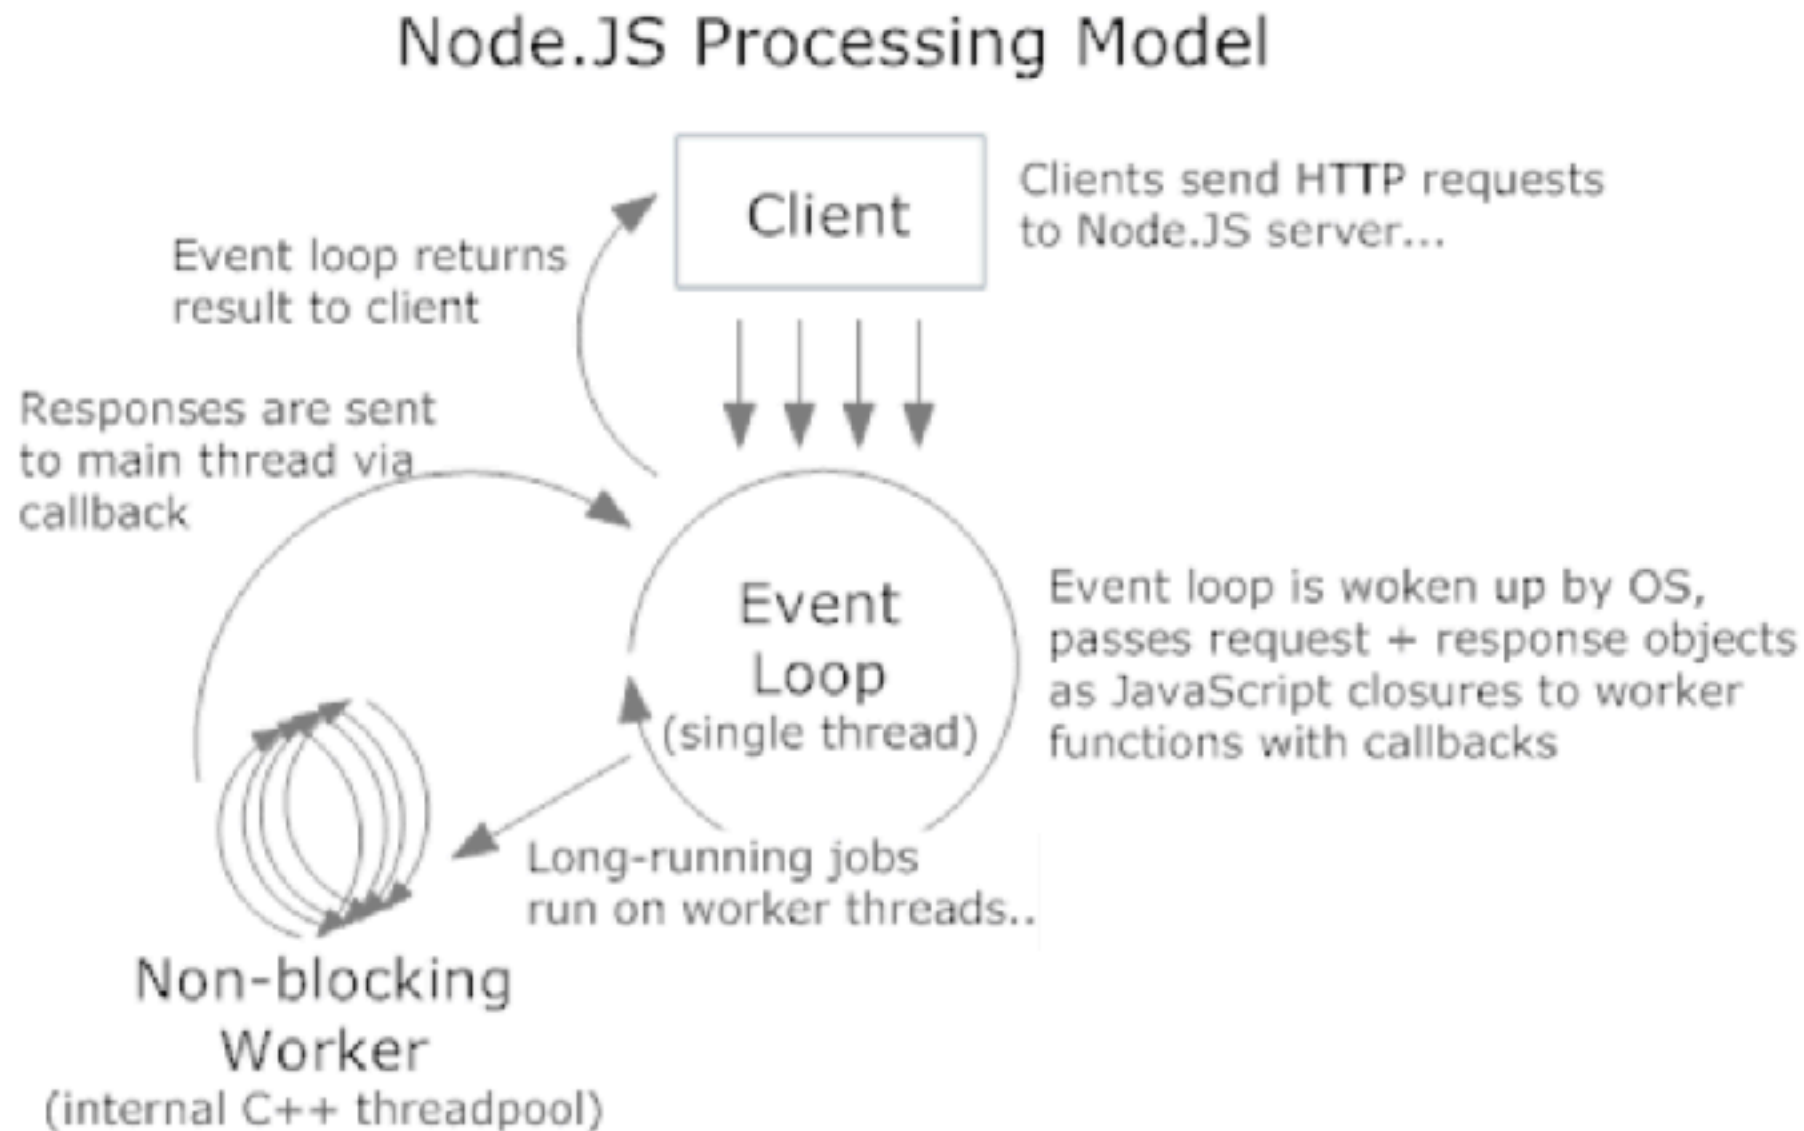 Node.JS Processing Model
Client
Clients send HTTP requests
to Node.JS server...
Event loop returns
result to client
Responses are sent
to main thread via
callback
Event
Loop
(single thread)
Event loop is woken up by OS,
passes request + response objects
as JavaScript closures to worker
functions with callbacks
Long-running jobs
run on worker threads..
Non-blocking
Worker
(internal C++ threadpool)